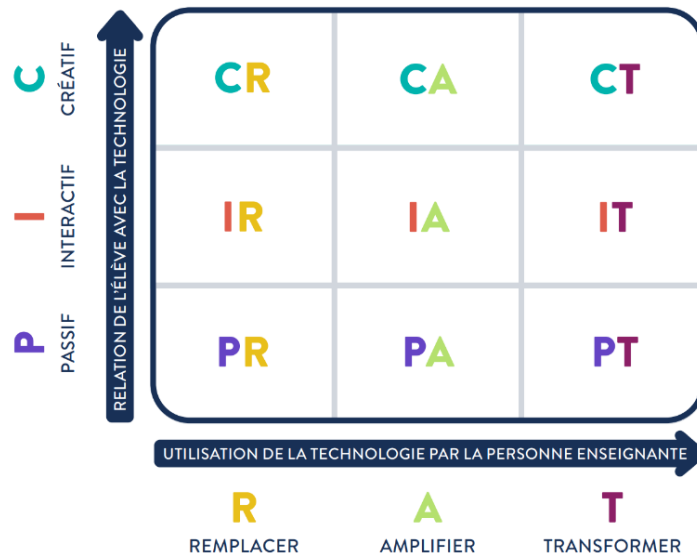 RELATION DE L'ÉLÈVE AVEC LA TECHNOLOGIE
C
CRÉATIF
CR CA CT
I
INTERACTIF
IR IA IT
P
PASSIF
PR PA PT
UTILISATION DE LA TECHNOLOGIE PAR LA PERSONNE ENSEIGNANTE
R A T
REMPLACER AMPLIFIER TRANSFORMER